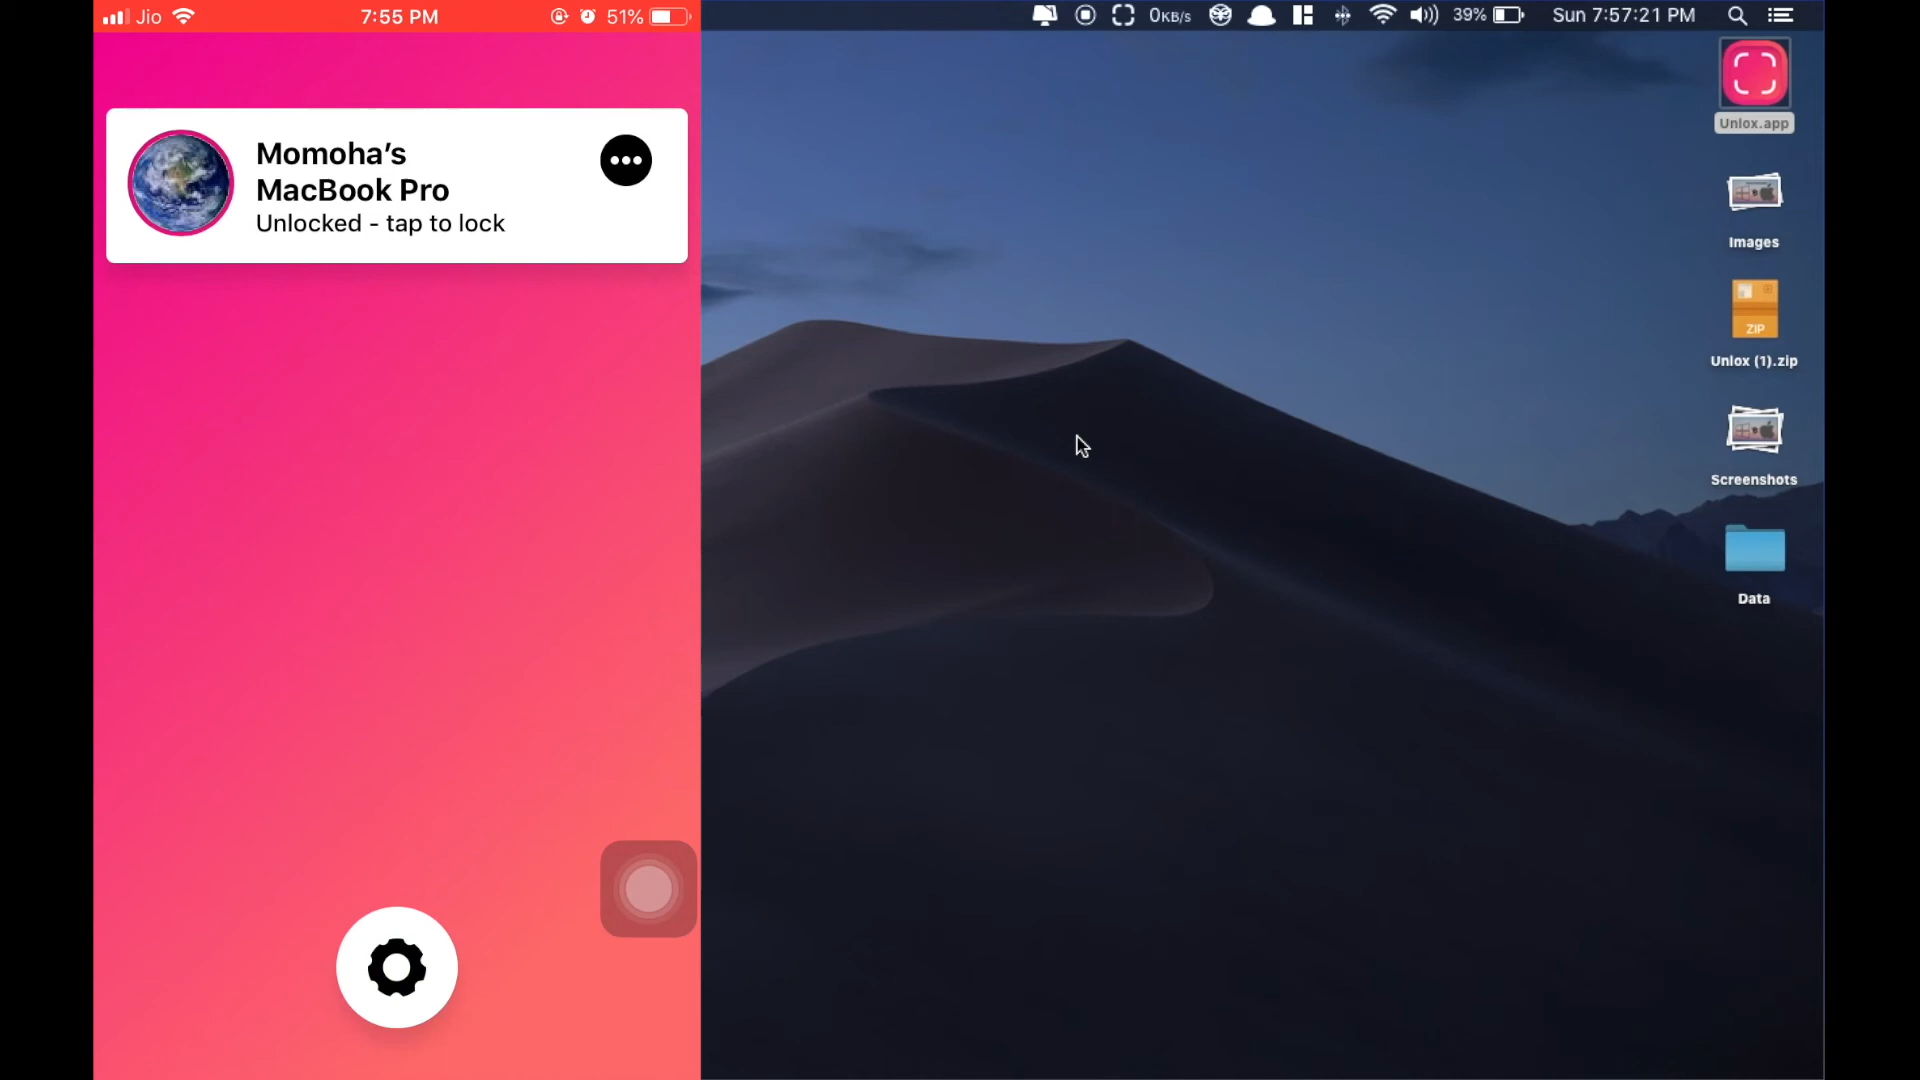 Jio
7:55 PM
51%
Momoha’s
MacBook Pro
Unlocked - tap to lock
0KB/s
39%
Sun 7:57:21 PM
Unlox.app
Images
ZIP
Unlox (1).zip
Screenshots
Data